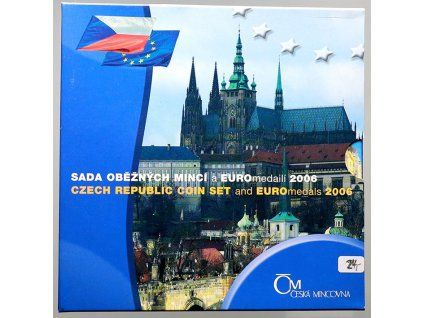 SADA OBĚŽNÝCH MINCÍ a EUROmedailí 2006
CZECH REPUBLIC COIN SET and EUROmedals 2006
ČM
ČESKÁ MINCOVNA